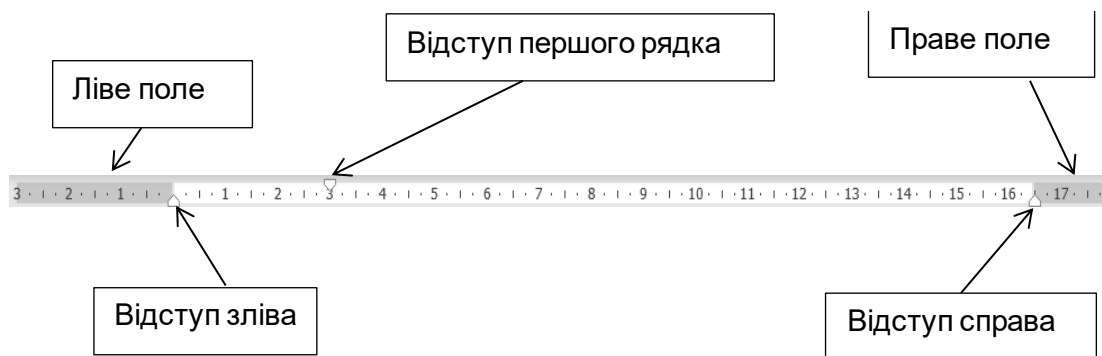 Відступ першого рядка
Праве поле
Ліве поле
3 2 1 1 2 3 4 5 6 7 8 9 10 11 12 13 14 15 16 17
Відступ зліва
Відступ справа